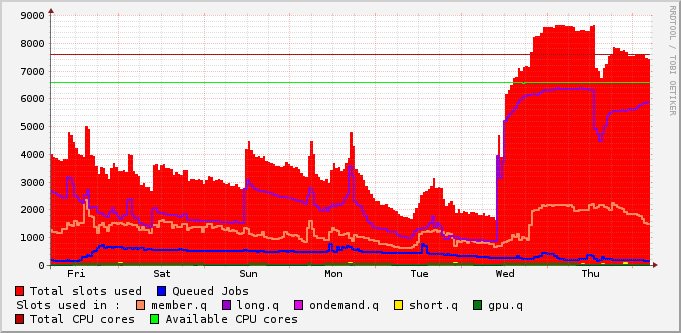 9000
8000
7000
6000
5000
4000
3000
2000
1000
0
Fri Sat Sun Mon Tue Wed Thu
RRDTOOL / TOBI OETIKER
Total slots used Queued Jobs
Slots used in : member.q long.q ondemand.q short.q gpu.q
Total CPU cores Available CPU cores